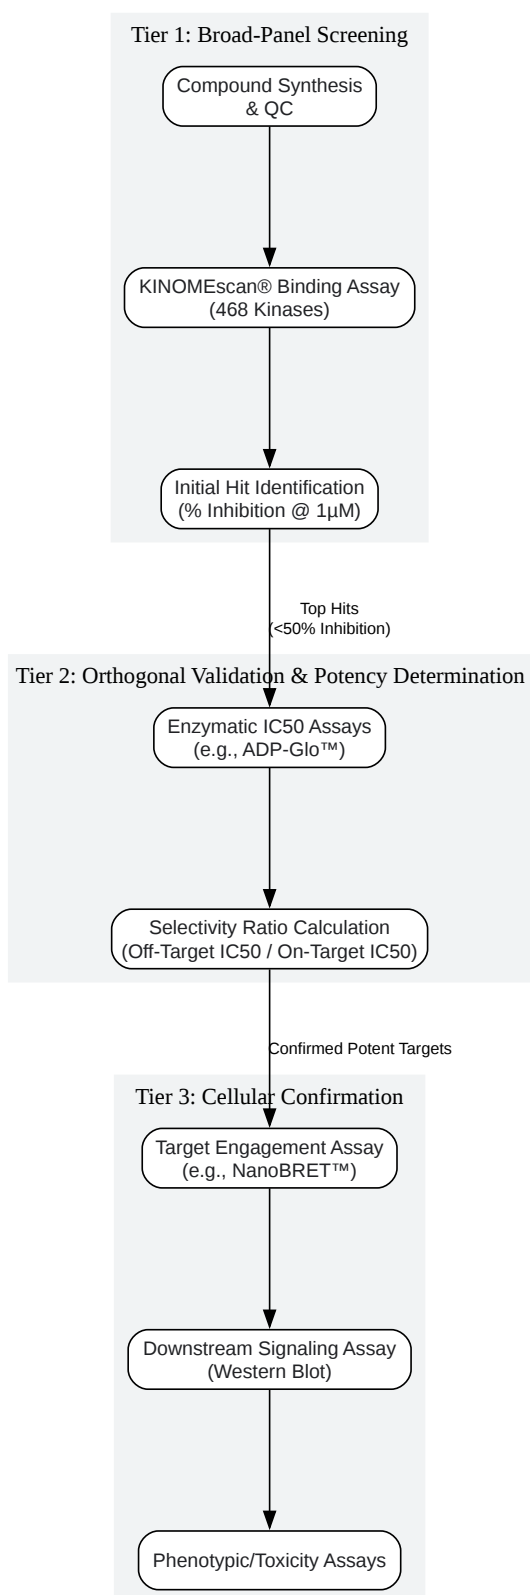 Tier 1: Broad-Panel Screening
Compound Synthesis
& QC
KINOMEscan® Binding Assay
(468 Kinases)
Initial Hit Identification
(% Inhibition @ 1µM)
Top Hits
(<50% Inhibition)
Tier 2: Orthogonal Validation & Potency Determination
Enzymatic IC50 Assays
(e.g., ADP-Glo™)
Selectivity Ratio Calculation
(Off-Target IC50 / On-Target IC50)
Confirmed Potent Targets
Tier 3: Cellular Confirmation
Target Engagement Assay
(e.g., NanoBRET™)
Downstream Signaling Assay
(Western Blot)
Phenotypic/Toxicity Assays